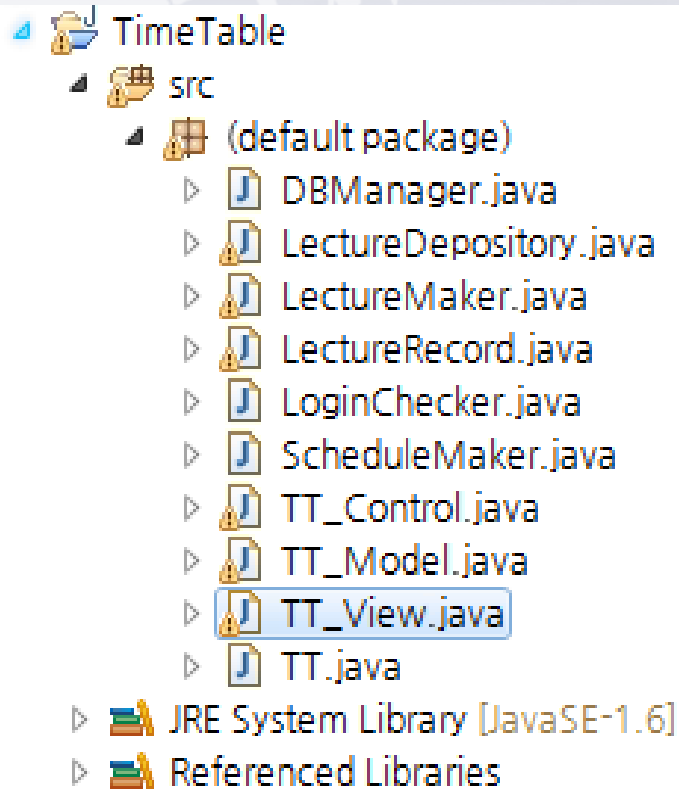 TimeTable
src
(default package)
DBManager.java
LectureDepository.java
LectureMaker.java
LectureRecord.java
LoginChecker.java
ScheduleMaker.java
TT_Control.java
TT_Model.java
TT_View.java
TT.java
JRE System Library [JavaSE-1.6]
Referenced Libraries